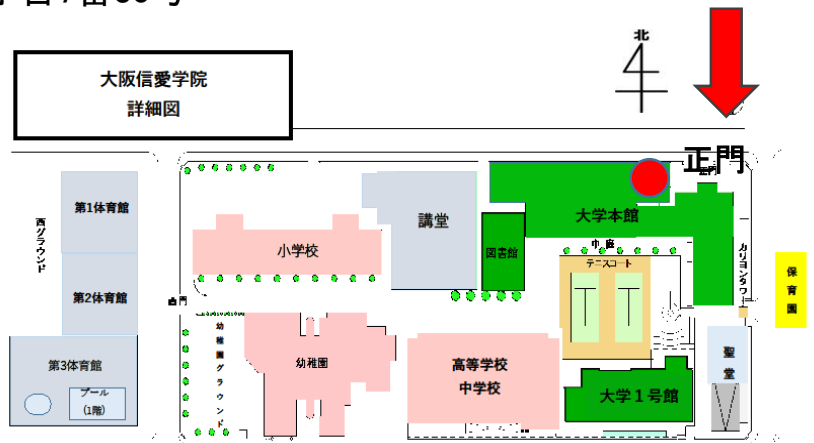 北
大阪信愛学院
詳細図
正門
正門
第1体育館
西グラウンド
講堂
大学本館
小学校
図書館
中庭
テニスコート
カリヨンタワー
保育園
第2体育館
西門
幼稚園グラウンド
第3体育館
プール
(1階)
幼稚園
高等学校
中学校
聖堂
大学1号館